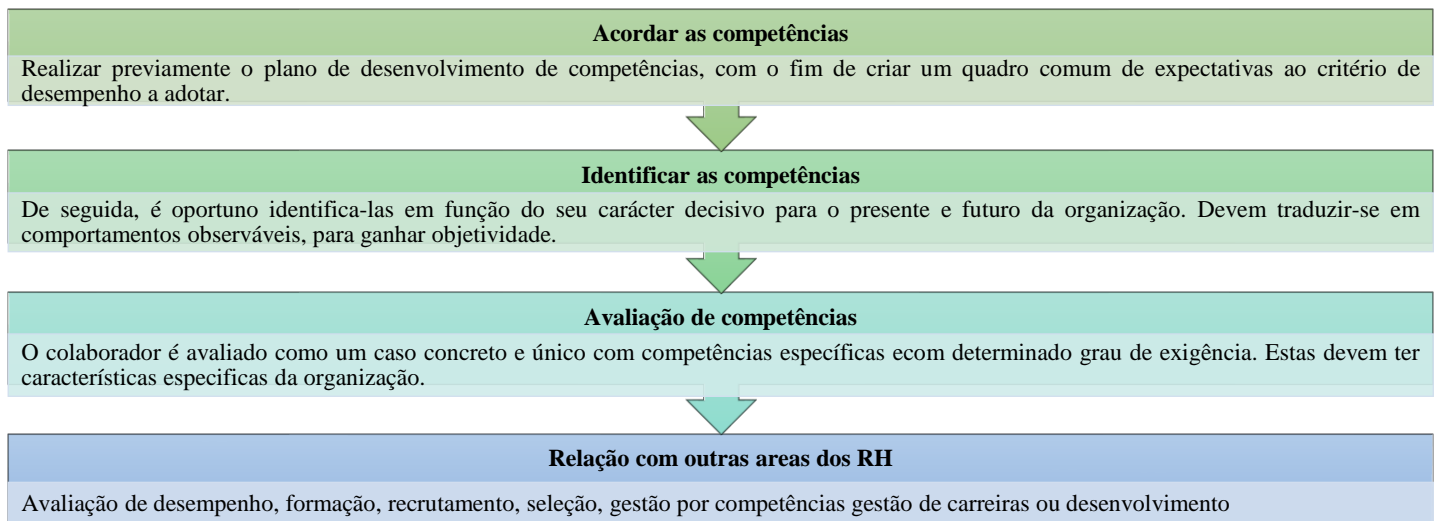 Acordar as competências
Realizar previamente o plano de desenvolvimento de competências, com o fim de criar um quadro comum de expectativas ao critério de
desempenho a adotar.
Identificar as competências
De seguida, é oportuno identifica-las em função do seu carácter decisivo para o presente e futuro da organização. Devem traduzir-se em
comportamentos observáveis, para ganhar objetividade.
Avaliação de competências
O colaborador é avaliado como um caso concreto e único com competências específicas ecom determinado grau de exigência. Estas devem ter
características especificas da organização.
Relação com outras areas dos RH
Avaliação de desempenho, formação, recrutamento, seleção, gestão por competências gestão de carreiras ou desenvolvimento